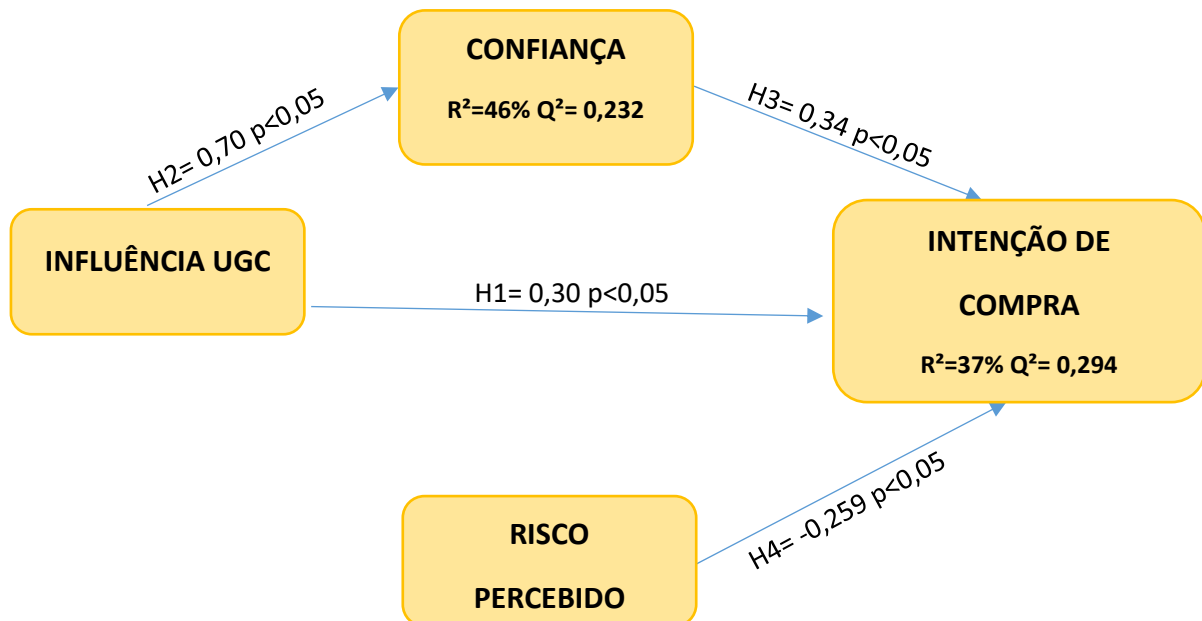 CONFIANÇA
R²=46% Q²= 0,232
H2= 0,70 p<0,05
H3= 0,34 p<0,05
INFLUÊNCIA UGC
H1= 0,30 p<0,05
INTENÇÃO DE
COMPRA
R²=37% Q²= 0,294
H4= -0,259 p<0,05
RISCO
PERCEBIDO